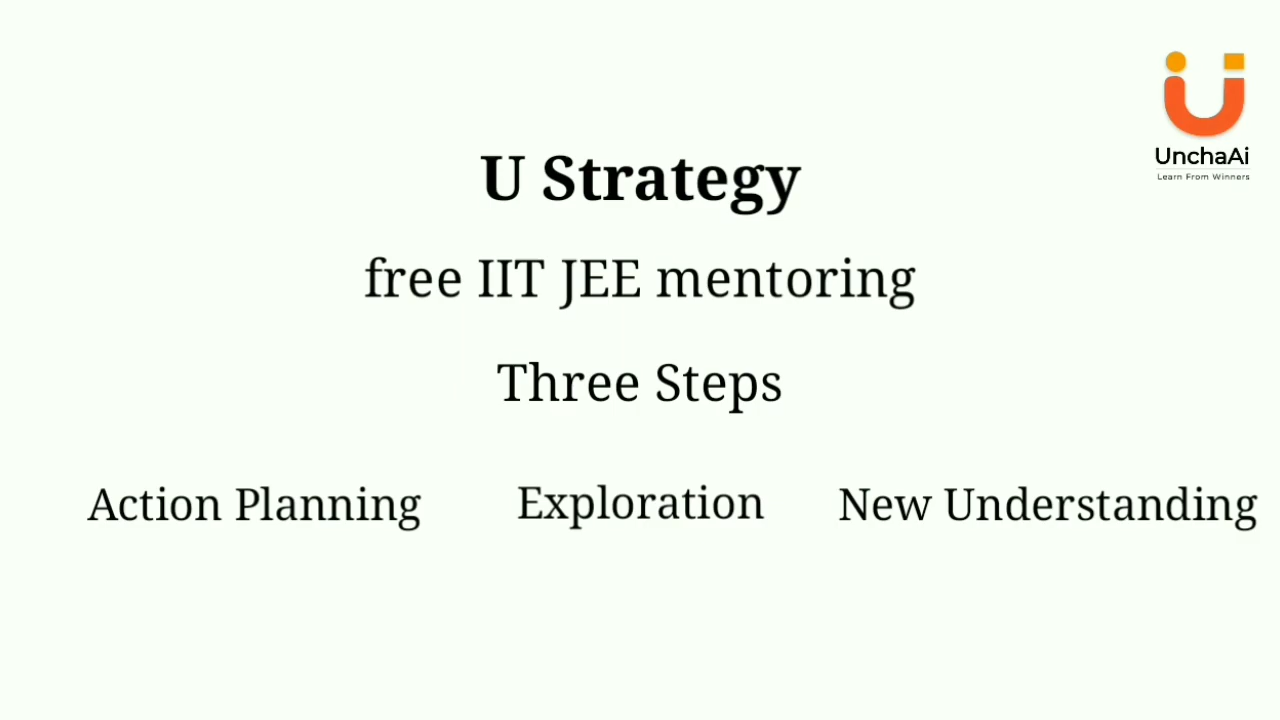 UnchaAi
Learn From Winners
U Strategy
free IIT JEE mentoring
Three Steps
Action Planning Exploration New Understanding